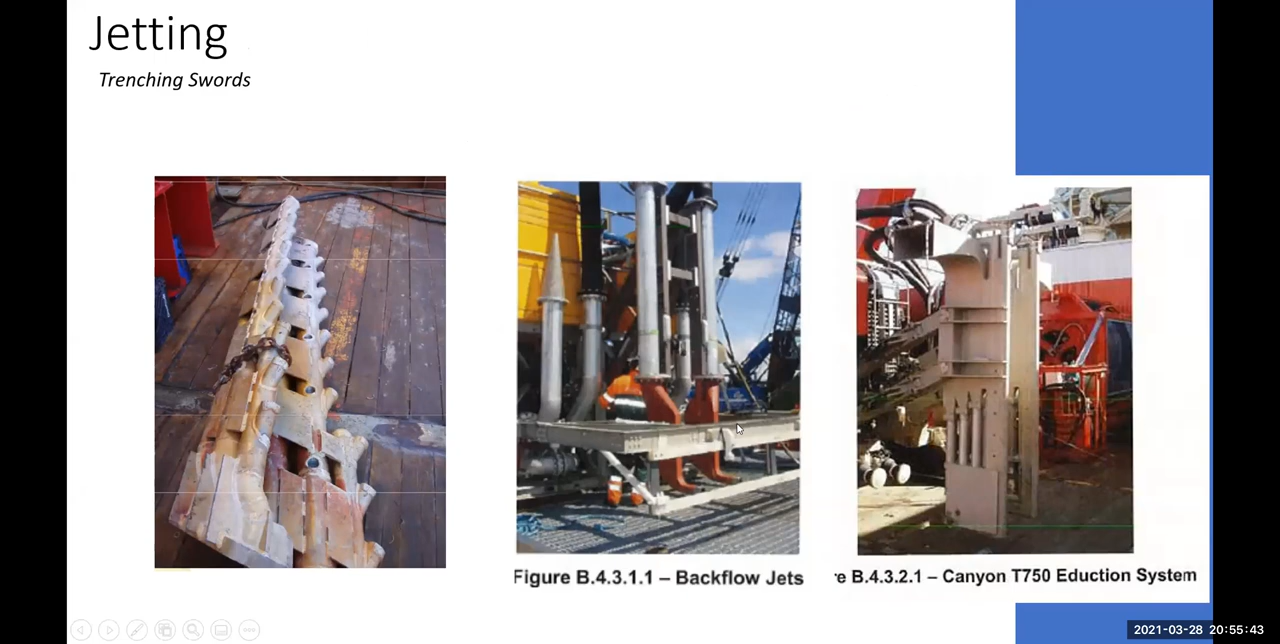 Jetting
Trenching Swords
Figure B.4.3.1.1 – Backflow Jets
e B.4.3.2.1 – Canyon T750 Eduction System
2021-03-28 20:55:43